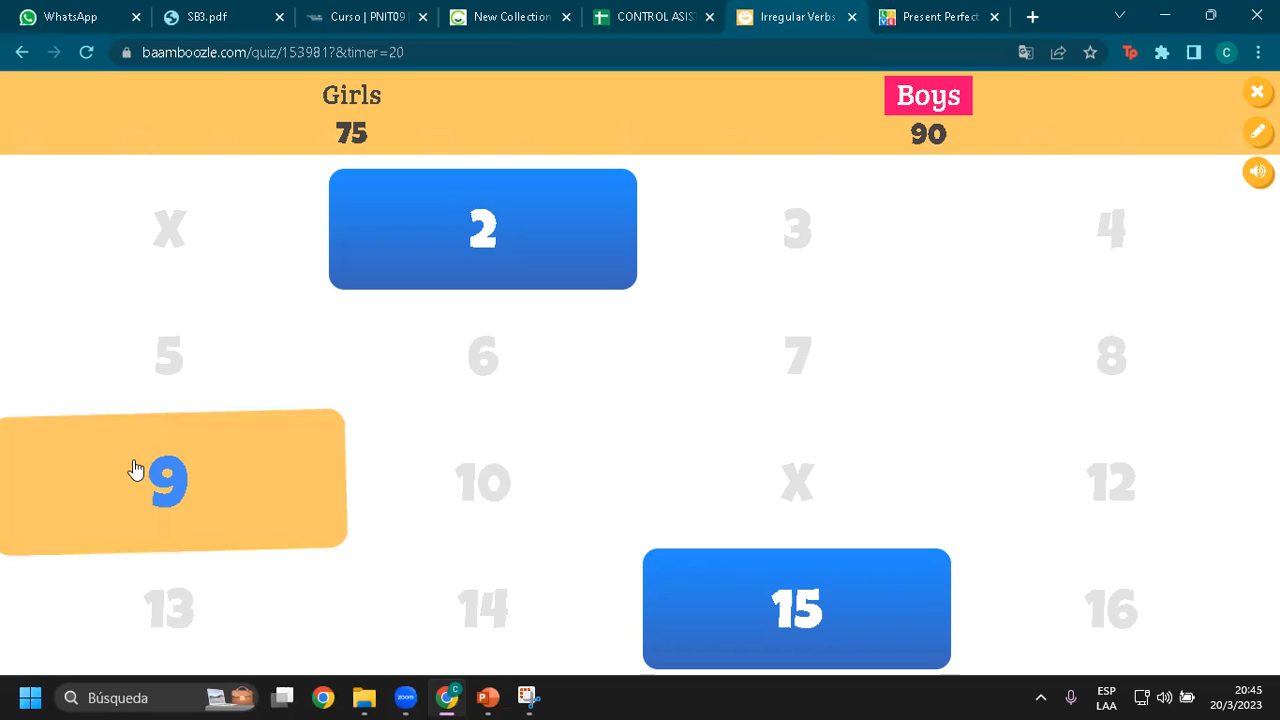 WhatsApp
SB3.pdf
Curso | PNIT09 |
New Collection
CONTROL ASIS
Irregular Verbs
Present Perfect
baamboozle.com/quiz/153981?&timer=20
Tp
C
Girls
Boys
75
90
X
2
3
4
5
6
7
8
9
10
X
12
13
14
15
16
Búsqueda
C
ESP
LAA
20:45
20/3/2023